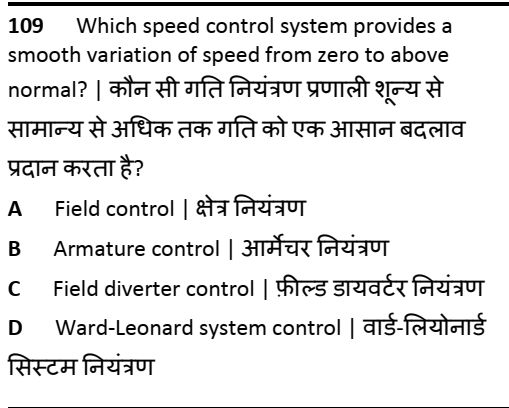 109 Which speed control system provides a
smooth variation of speed from zero to above
normal? | कौन सी गति नियंत्रण प्रणाली शून्य से
सामान्य से अधिक तक गति को एक आसान बदलाव
प्रदान करता है?
A Field control | क्षेत्र नियंत्रण
B Armature control | आर्मेचर नियंत्रण
C Field diverter control | फ़ील्ड डायवर्टर नियंत्रण
D Ward-Leonard system control | वार्ड-लियोनार्ड
सिस्टम नियंत्रण